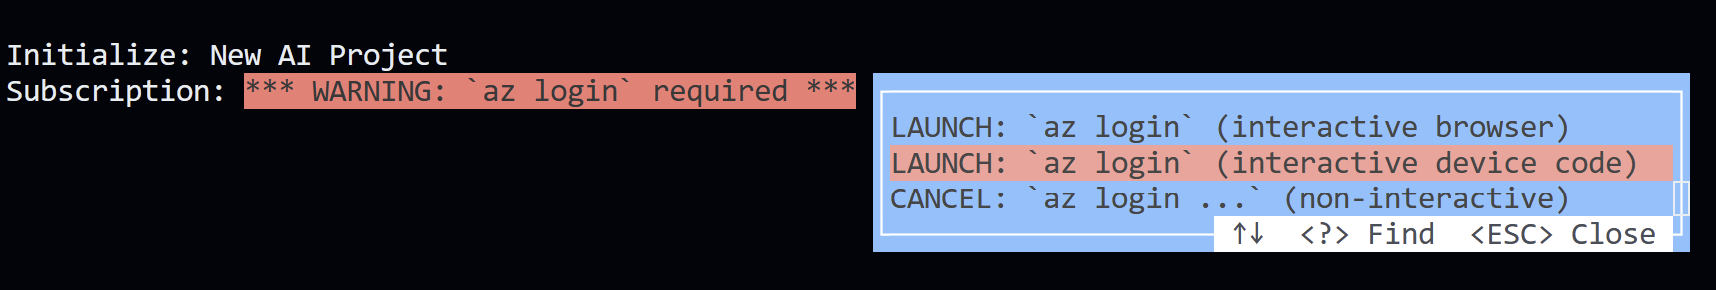 Initialize: New AI Project
Subscription: *** WARNING: `az login` required ***
LAUNCH: `az login` (interactive browser)
LAUNCH: `az login` (interactive device code)
CANCEL: `az login ...` (non-interactive)
↑↓ <?> Find <ESC> Close